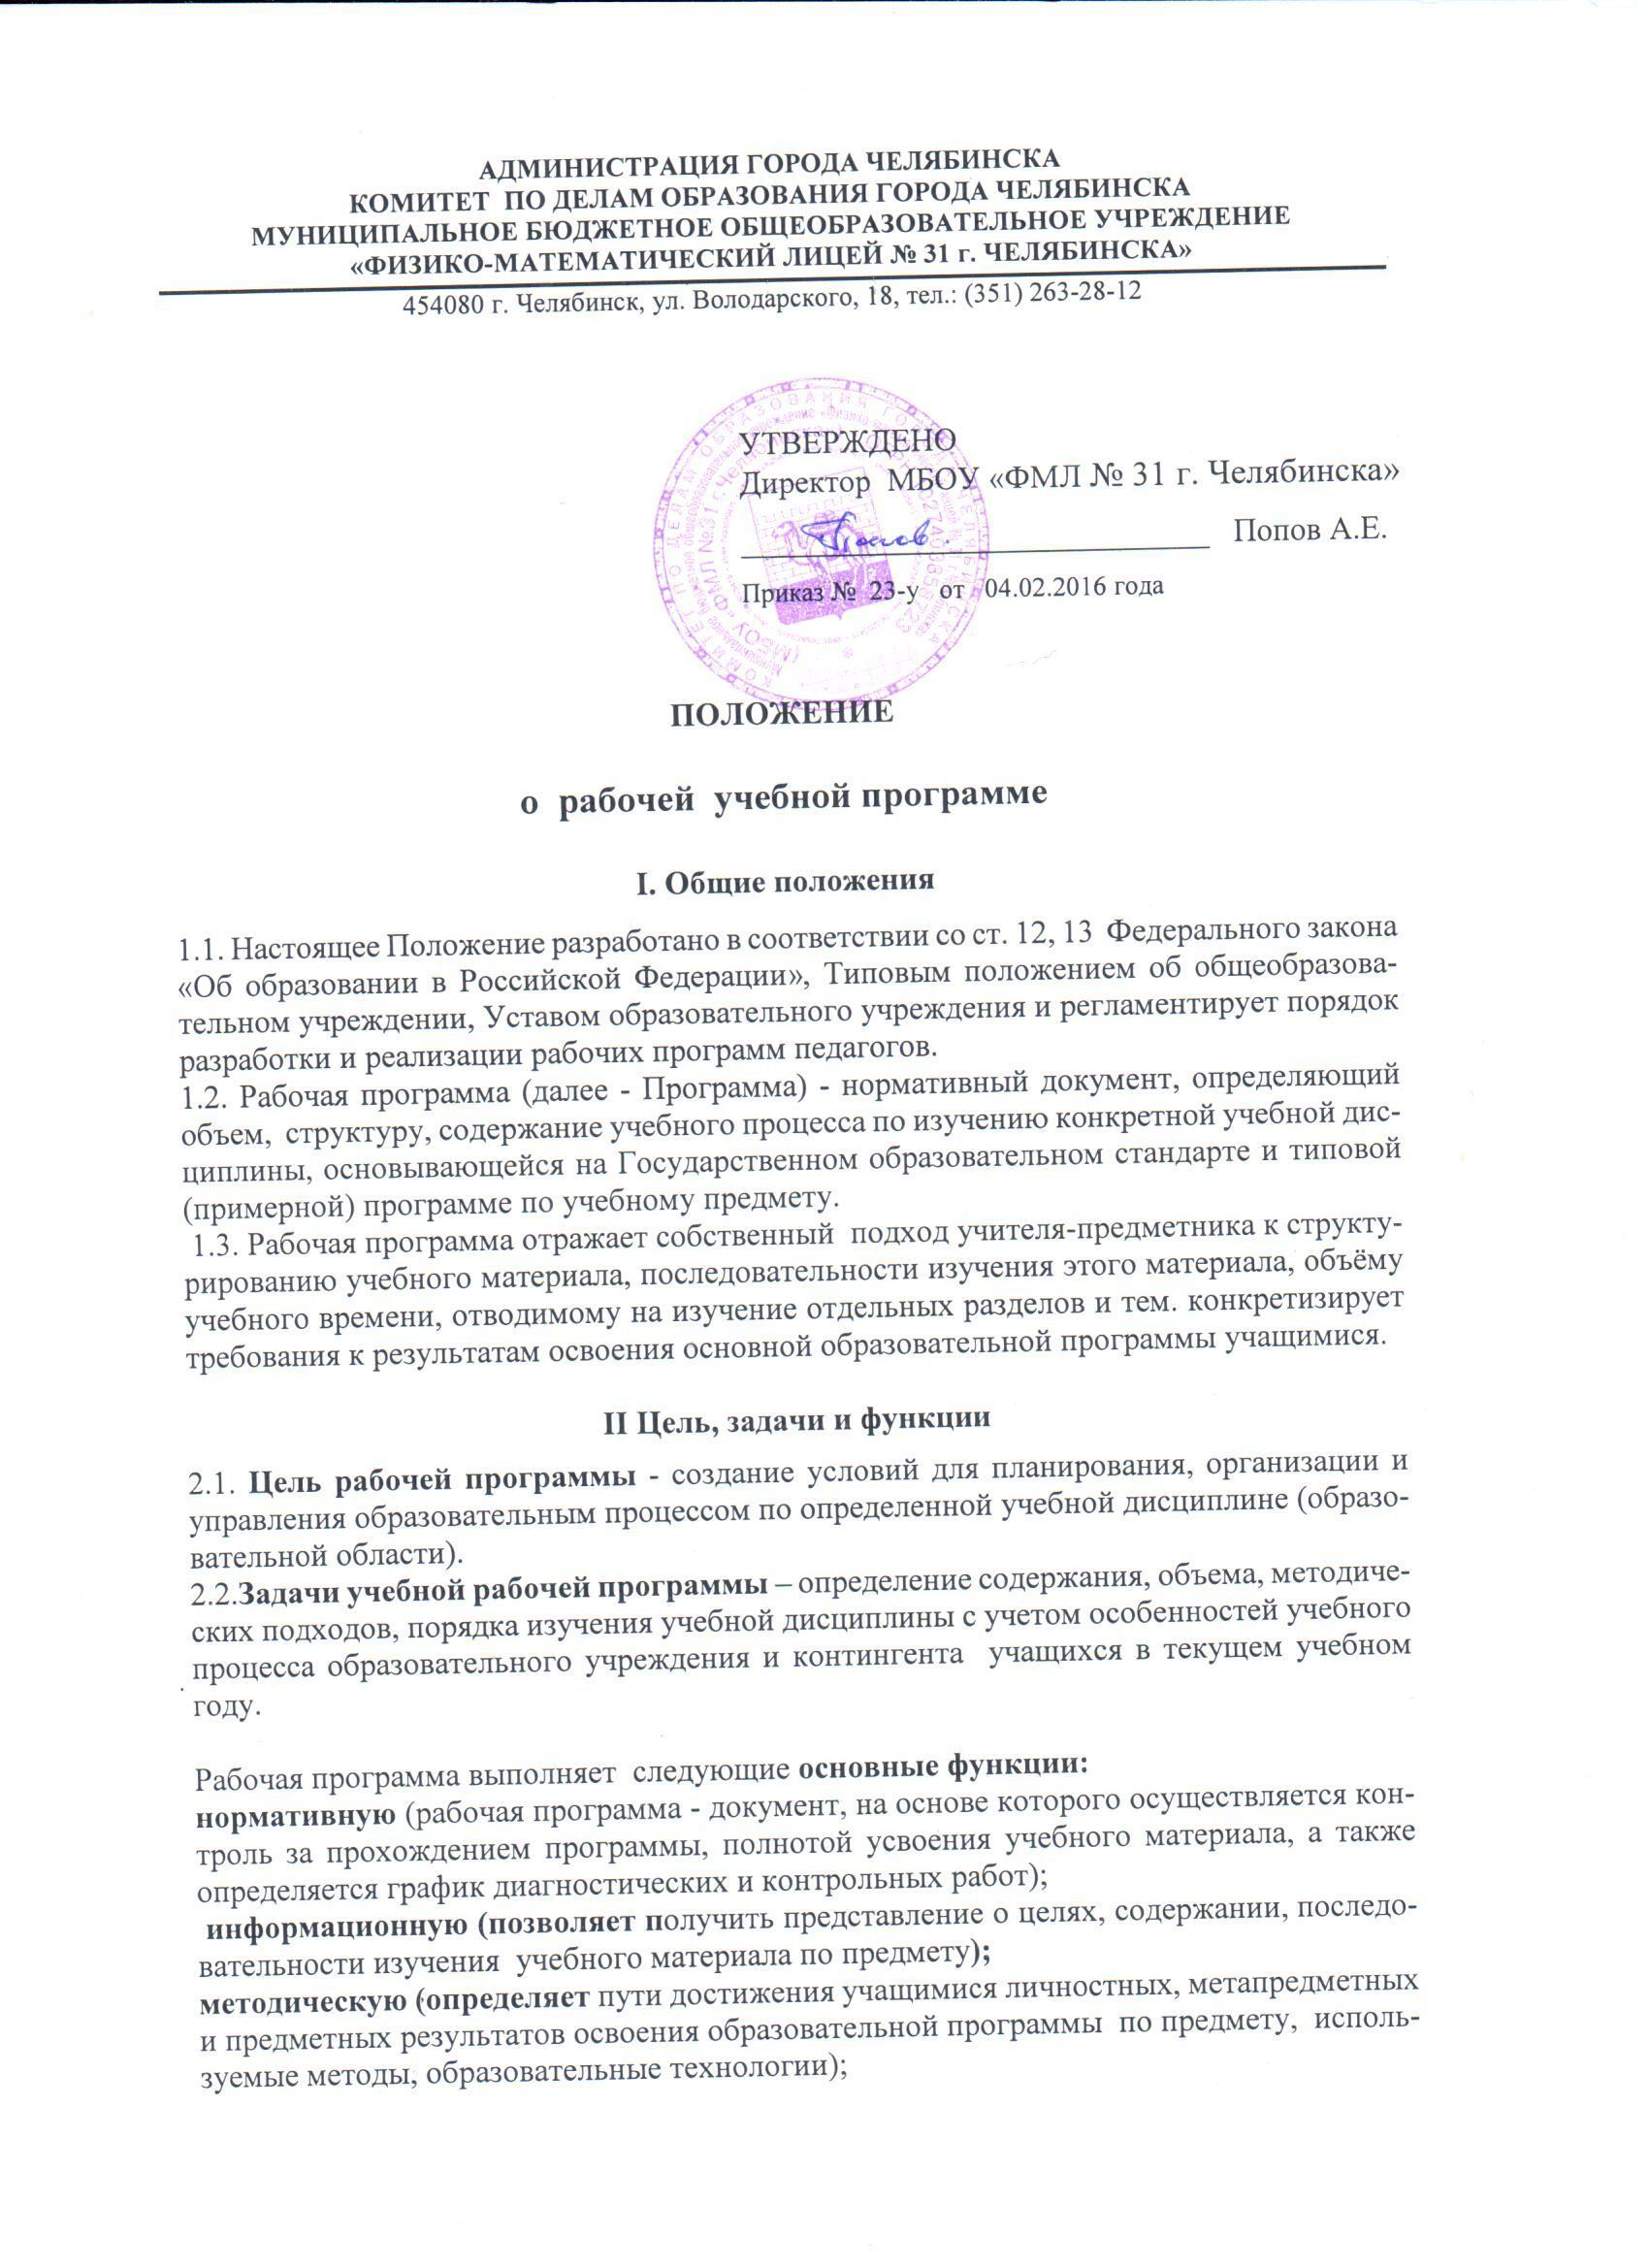 АДМИНИСТРАЦИЯ ГОРОДА ЧЕЛЯБИНСКА
КОМИТЕТ ПО ДЕЛАМ ОБРАЗОВАНИЯ ГОРОДА ЧЕЛЯБИНСКА
МУНИЦИПАЛЬНОЕ БЮДЖЕТНОЕ ОБЩЕОБРАЗОВАТЕЛЬНОЕ УЧРЕЖДЕНИЕ
«ФИЗИКО-МАТЕМАТИЧЕСКИЙ ЛИЦЕЙ № 31 г. ЧЕЛЯБИНСКА»
454080 г. Челябинск, ул. Володарского, 18, тел.: (351) 263-28-12
УТВЕРЖДЕНО
Директор МБОУ «ФМЛ № 31 г. Челябинска»
Попов А.Е.
Приказ № 23-у от 04.02.2016 года
КОМИТЕТ ПО ДЕЛАМ ОБРАЗОВАНИЯ ГОРОДА ЧЕЛЯБИНСКА
(МБОУ «ФМЛ №31 г. Челябинска»)
ПОЛОЖЕНИЕ
о рабочей учебной программе
I. Общие положения
1.1. Настоящее Положение разработано в соответствии со ст. 12, 13 Федерального закона
«Об образовании в Российской Федерации», Типовым положением об общеобразова-
тельном учреждении, Уставом образовательного учреждения и регламентирует порядок
разработки и реализации рабочих программ педагогов.
1.2. Рабочая программа (далее - Программа) - нормативный документ, определяющий
объем, структуру, содержание учебного процесса по изучению конкретной учебной дис-
циплины, основывающейся на Государственном образовательном стандарте и типовой
(примерной) программе по учебному предмету.
1.3. Рабочая программа отражает собственный подход учителя-предметника к структу-
рированию учебного материала, последовательности изучения этого материала, объёму
учебного времени, отводимому на изучение отдельных разделов и тем. конкретизирует
требования к результатам освоения основной образовательной программы учащимися.
II Цель, задачи и функции
2.1. Цель рабочей программы - создание условий для планирования, организации и
управления образовательным процессом по определенной учебной дисциплине (образо-
вательной области).
2.2.Задачи учебной рабочей программы – определение содержания, объема, методиче-
ских подходов, порядка изучения учебной дисциплины с учетом особенностей учебного
процесса образовательного учреждения и контингента учащихся в текущем учебном
году.
Рабочая программа выполняет следующие основные функции:
нормативную (рабочая программа - документ, на основе которого осуществляется кон-
троль за прохождением программы, полнотой усвоения учебного материала, а также
определяется график диагностических и контрольных работ);
информационную (позволяет получить представление о целях, содержании, последо-
вательности изучения учебного материала по предмету);
методическую (определяет пути достижения учащимися личностных, метапредметных
и предметных результатов освоения образовательной программы по предмету, исполь-
зуемые методы, образовательные технологии);